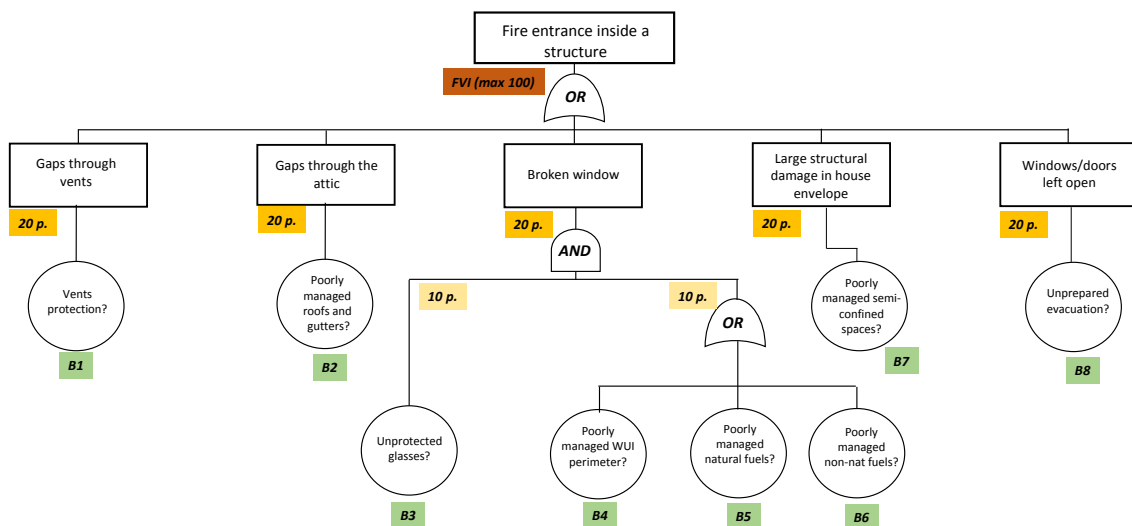 Fire entrance inside a
structure
FVI (max 100)
OR
Gaps through
vents
Gaps through the
attic
Broken window
Large structural
damage in house
envelope
Windows/doors
left open
20 p.
20 p.
20 p.
20 p.
20 p.
AND
Vents
protection?
Poorly
managed
roofs and
gutters?
10 p.
10 p.
OR
Poorly
managed semi-
confined
spaces?
Unprepared
evacuation?
B1
B2
B7
B8
Unprotected
glasses?
Poorly
managed WUI
perimeter?
Poorly
managed
natural fuels?
Poorly
managed
non-nat fuels?
B3
B4
B5
B6